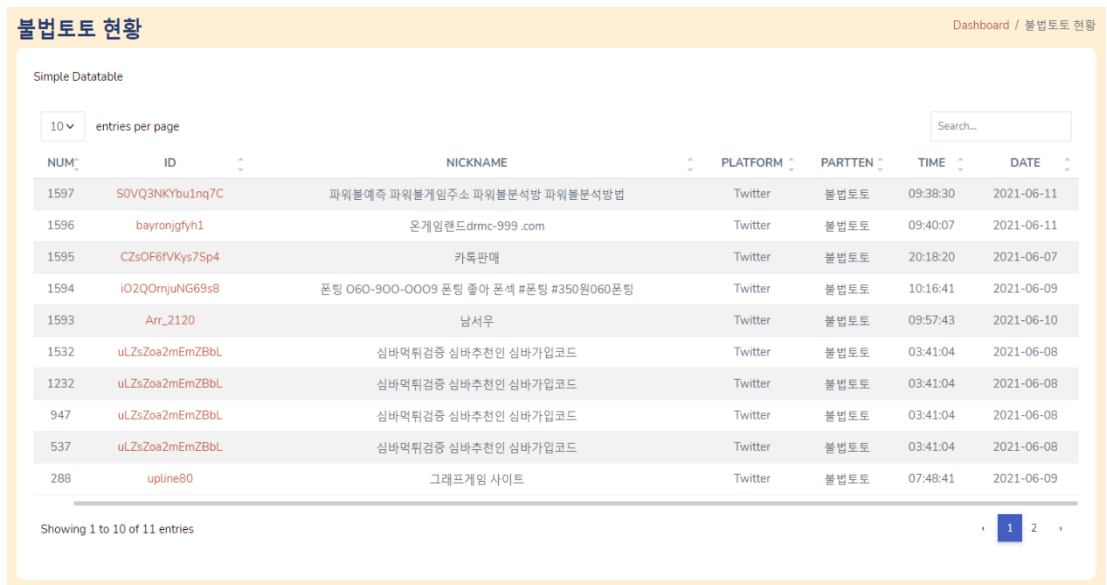 불법토토 현황
Dashboard / 불법토토 현황
Simple Datatable
10 entries per page
Search...
NUM ID NICKNAME PLATFORM PARTTEN TIME DATE
1597 S0VQ3NKYbu1nq7C 파워볼예측 파워볼게임주소 파워볼분석방 파워볼분석방법 Twitter 불법토토 09:38:30 2021-06-11
1596 bayronjgfyh1 온게임랜드drmc-999 .com Twitter 불법토토 09:40:07 2021-06-11
1595 CZsOF6fVKys7Sp4 카톡판매 Twitter 불법토토 20:18:20 2021-06-07
1594 iO2QOrnjuNG69s8 폰팅 O6O-9OO-OOO9 폰팅 좋아 폰섹 #폰팅 #350원060폰팅 Twitter 불법토토 10:16:41 2021-06-09
1593 Arr_2120 남서우 Twitter 불법토토 09:57:43 2021-06-10
1532 uLZsZoa2mEmZBbL 심바먹튀검증 심바추천인 심바가입코드 Twitter 불법토토 03:41:04 2021-06-08
1232 uLZsZoa2mEmZBbL 심바먹튀검증 심바추천인 심바가입코드 Twitter 불법토토 03:41:04 2021-06-08
947 uLZsZoa2mEmZBbL 심바먹튀검증 심바추천인 심바가입코드 Twitter 불법토토 03:41:04 2021-06-08
537 uLZsZoa2mEmZBbL 심바먹튀검증 심바추천인 심바가입코드 Twitter 불법토토 03:41:04 2021-06-08
288 upline80 그래프게임 사이트 Twitter 불법토토 07:48:41 2021-06-09
Showing 1 to 10 of 11 entries
‹ 1 2 ›